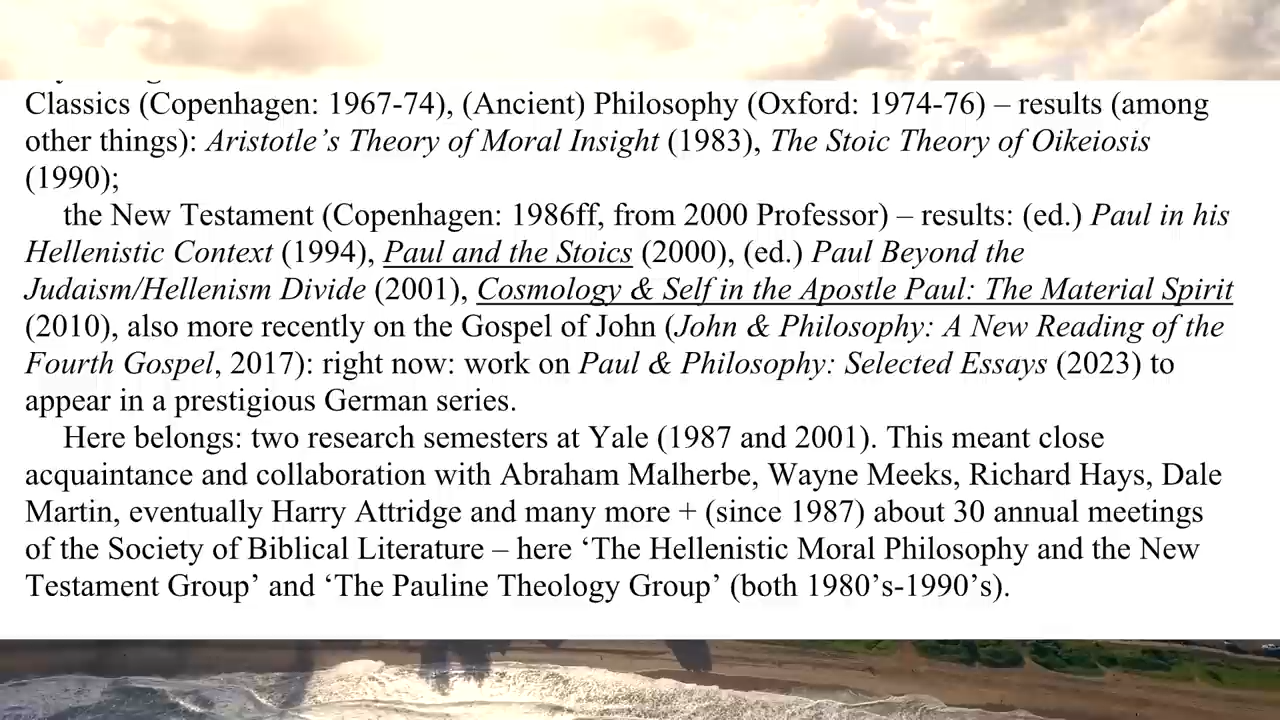 Classics (Copenhagen: 1967-74), (Ancient) Philosophy (Oxford: 1974-76) – results (among
other things): Aristotle’s Theory of Moral Insight (1983), The Stoic Theory of Oikeiosis
(1990);
the New Testament (Copenhagen: 1986ff, from 2000 Professor) – results: (ed.) Paul in his
Hellenistic Context (1994), Paul and the Stoics (2000), (ed.) Paul Beyond the
Judaism/Hellenism Divide (2001), Cosmology & Self in the Apostle Paul: The Material Spirit
(2010), also more recently on the Gospel of John (John & Philosophy: A New Reading of the
Fourth Gospel, 2017): right now: work on Paul & Philosophy: Selected Essays (2023) to
appear in a prestigious German series.
Here belongs: two research semesters at Yale (1987 and 2001). This meant close
acquaintance and collaboration with Abraham Malherbe, Wayne Meeks, Richard Hays, Dale
Martin, eventually Harry Attridge and many more + (since 1987) about 30 annual meetings
of the Society of Biblical Literature – here ‘The Hellenistic Moral Philosophy and the New
Testament Group’ and ‘The Pauline Theology Group’ (both 1980’s-1990’s).